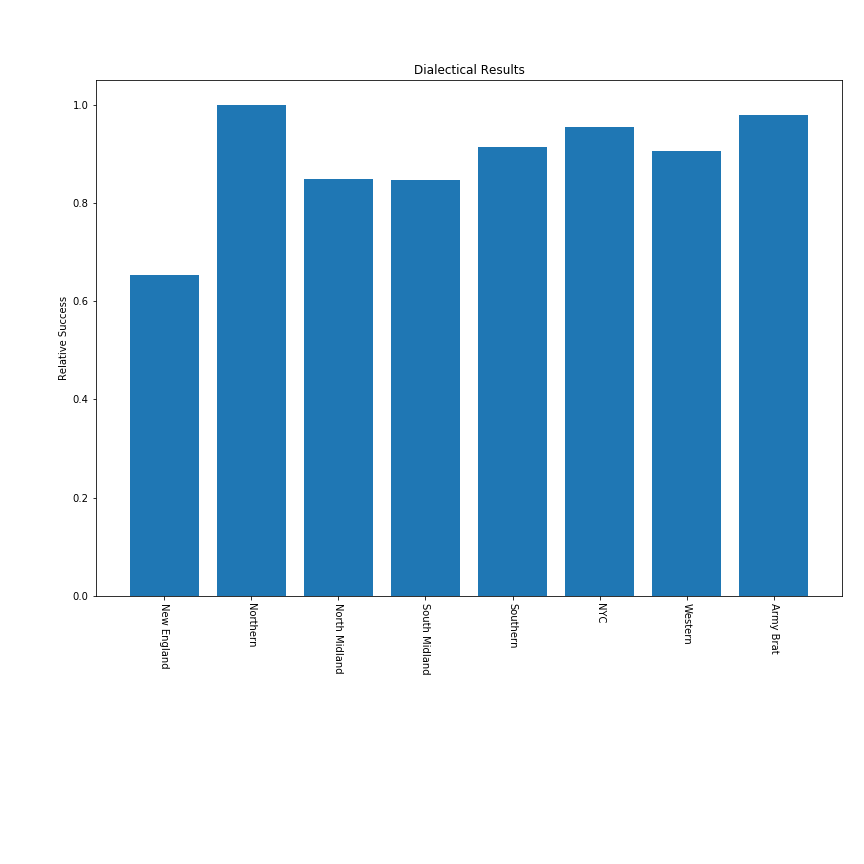 Dialectical Results
Relative Success
1.0
0.8
0.6
0.4
0.2
0.0
New England
Northern
North Midland
South Midland
Southern
NYC
Western
Army Brat